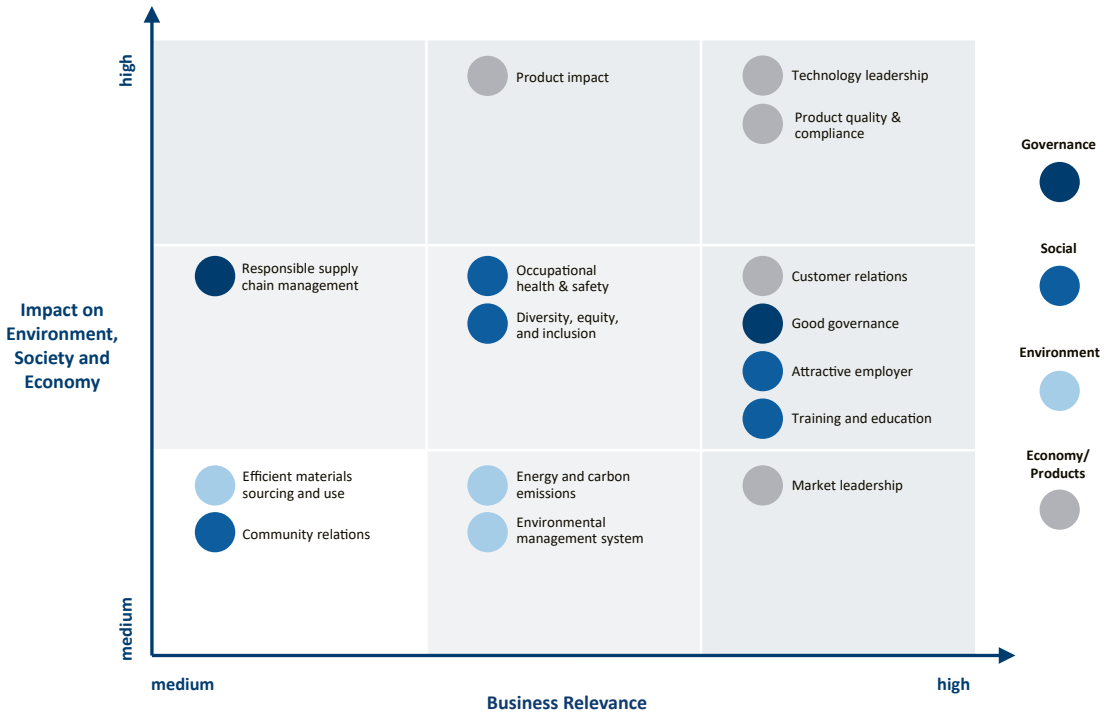 high
Product impact
Technology leadership
Product quality &
compliance
Governance
Social
Environment
Economy/
Products
Impact on
Environment,
Society and
Economy
Responsible supply
chain management
Occupational
health & safety
Diversity, equity,
and inclusion
Customer relations
Good governance
Attractive employer
Training and education
Efficient materials
sourcing and use
Community relations
Energy and carbon
emissions
Environmental
management system
Market leadership
medium
medium
Business Relevance
high